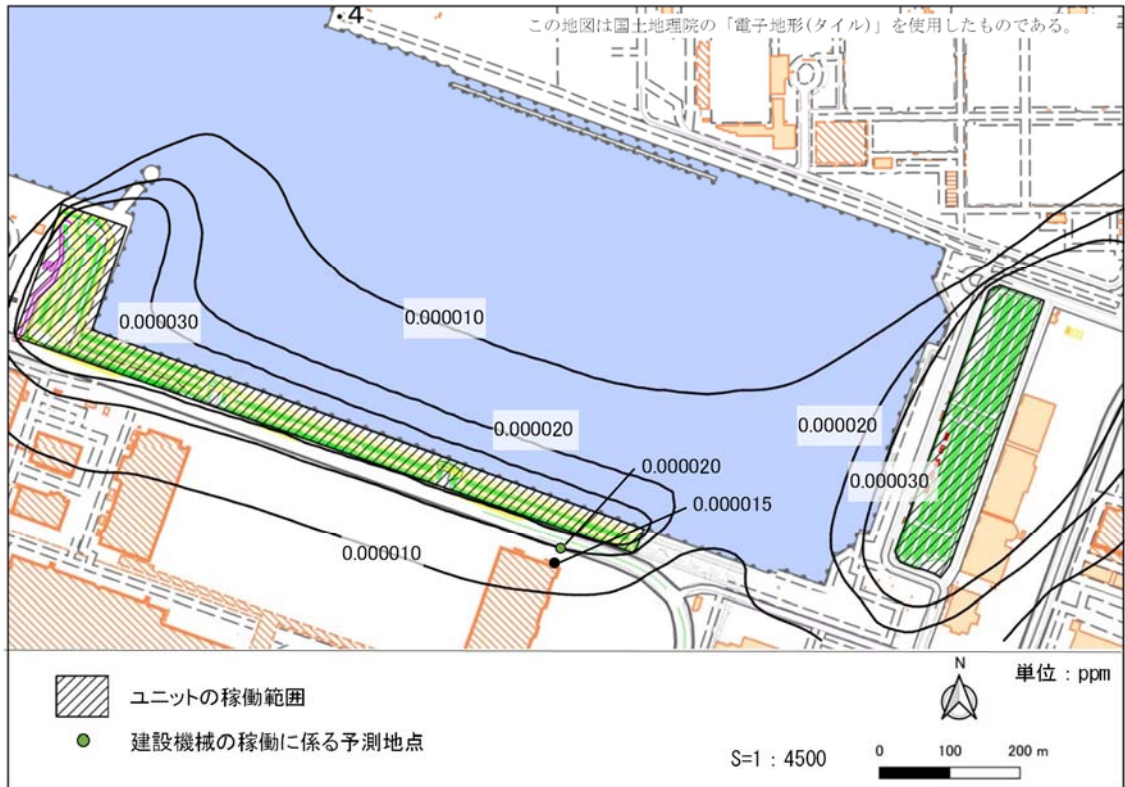 4
この地図は国土地理院の「電子地形(タイル)」を使用したものである。
0.000010
0.000030
0.000020
0.000020
0.000020
0.000030
0.000015
0.000010
ユニットの稼働範囲
建設機械の稼働に係る予測地点
N
単位：ppm
S=1：4500
0 100 200 m